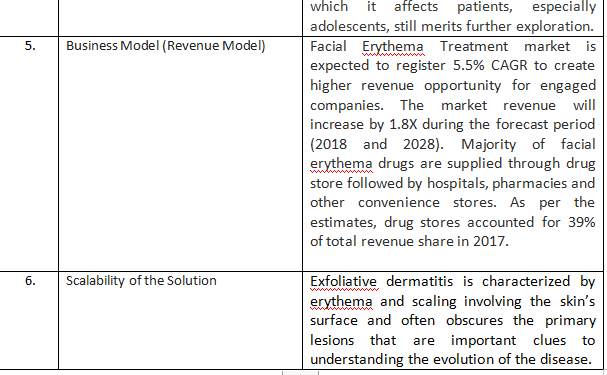 which it affects patients, especially
adolescents, still merits further exploration.
5. Business Model (Revenue Model) Facial Erythema Treatment market is
expected to register 5.5% CAGR to create
higher revenue opportunity for engaged
companies. The market revenue will
increase by 1.8X during the forecast period
(2018 and 2028). Majority of facial
erythema drugs are supplied through drug
store followed by hospitals, pharmacies and
other convenience stores. As per the
estimates, drug stores accounted for 39%
of total revenue share in 2017.
6. Scalability of the Solution Exfoliative dermatitis is characterized by
erythema and scaling involving the skin's
surface and often obscures the primary
lesions that are important clues to
understanding the evolution of the disease.